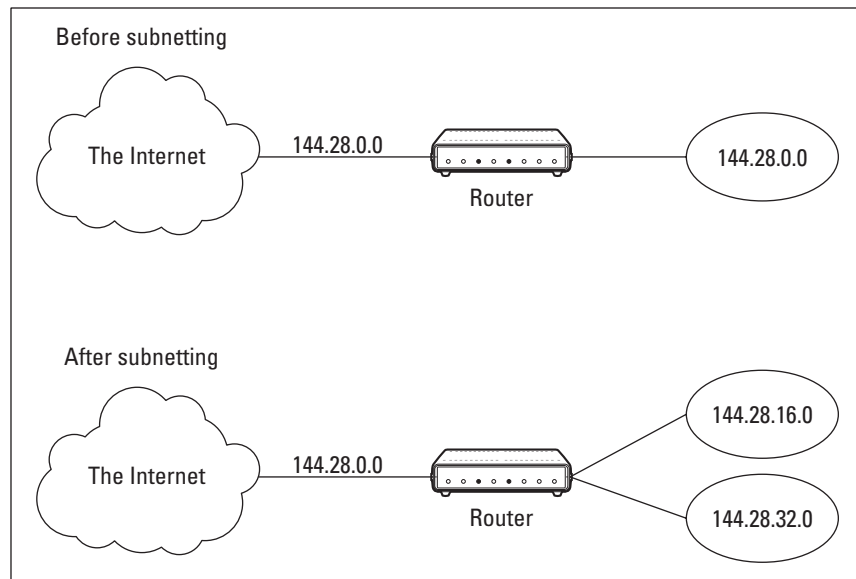 Before subnetting
The Internet
144.28.0.0
Router
144.28.0.0
After subnetting
The Internet
144.28.0.0
Router
144.28.16.0
144.28.32.0